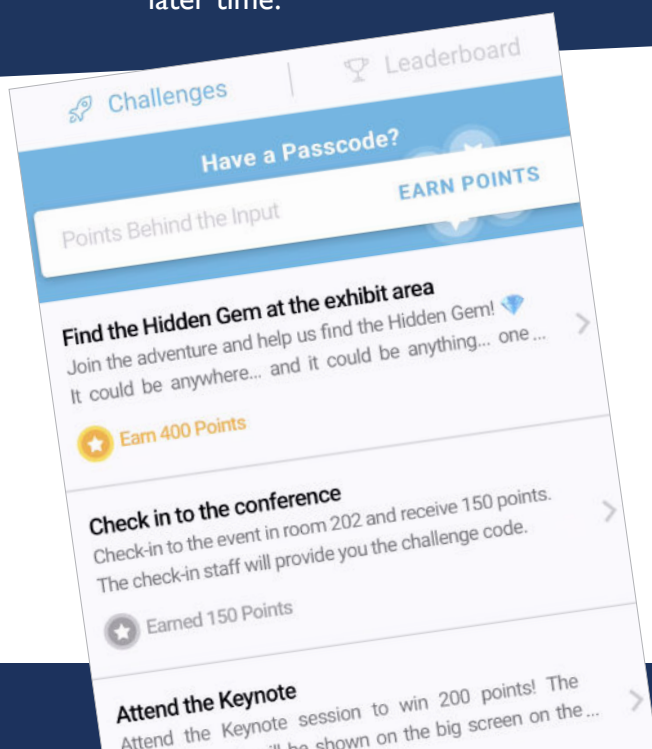 later time.
Challenges
Leaderboard
Have a Passcode?
Points Behind the Input
EARN POINTS
Find the Hidden Gem at the exhibit area
Join the adventure and help us find the Hidden Gem! 💎
It could be anywhere... and it could be anything... one...
Earn 400 Points
Check in to the conference
Check-in to the event in room 202 and receive 150 points.
The check-in staff will provide you the challenge code.
Earned 150 Points
Attend the Keynote
Attend the Keynote session to win 200 points! The
be shown on the big screen on the...